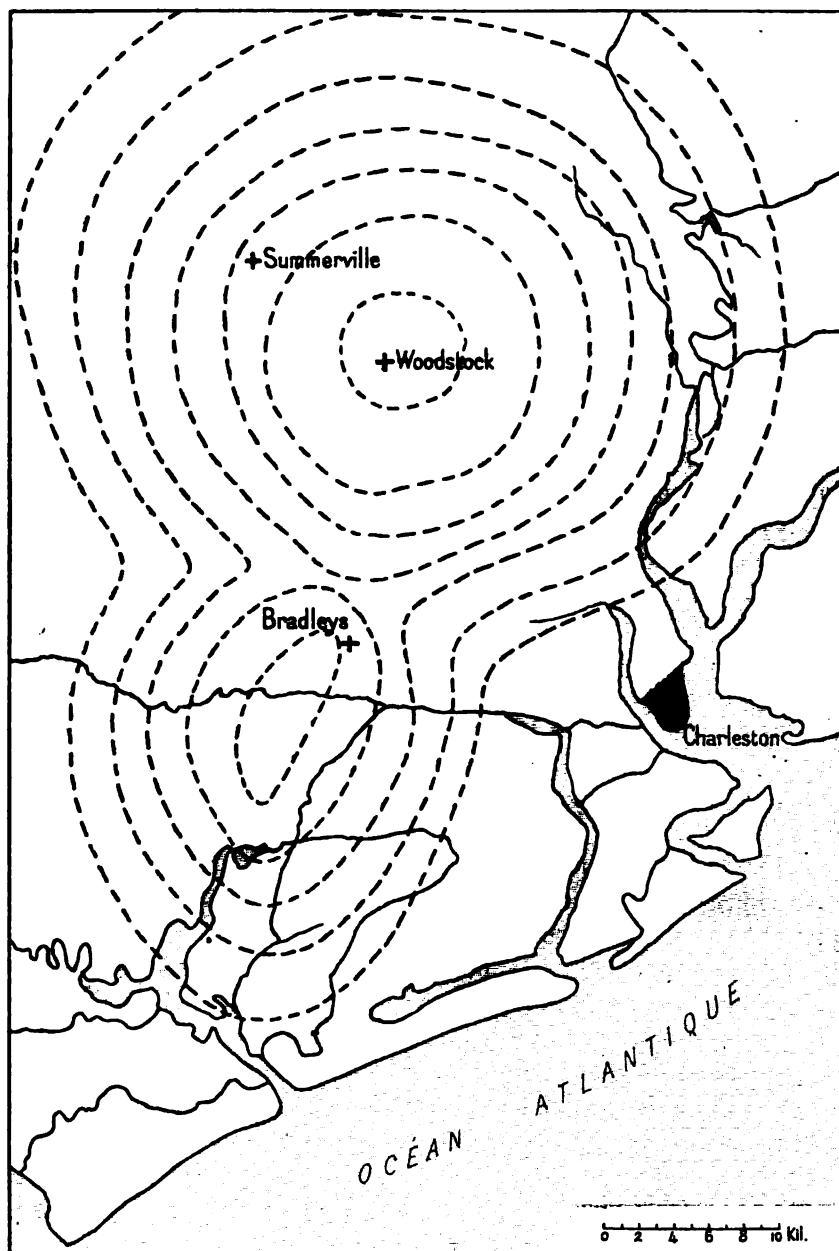 +Summerville
+Woodstock
Bradleys
+
Charleston
OCÉAN ATLANTIQUE
0 2 4 6 8 10 Kil.